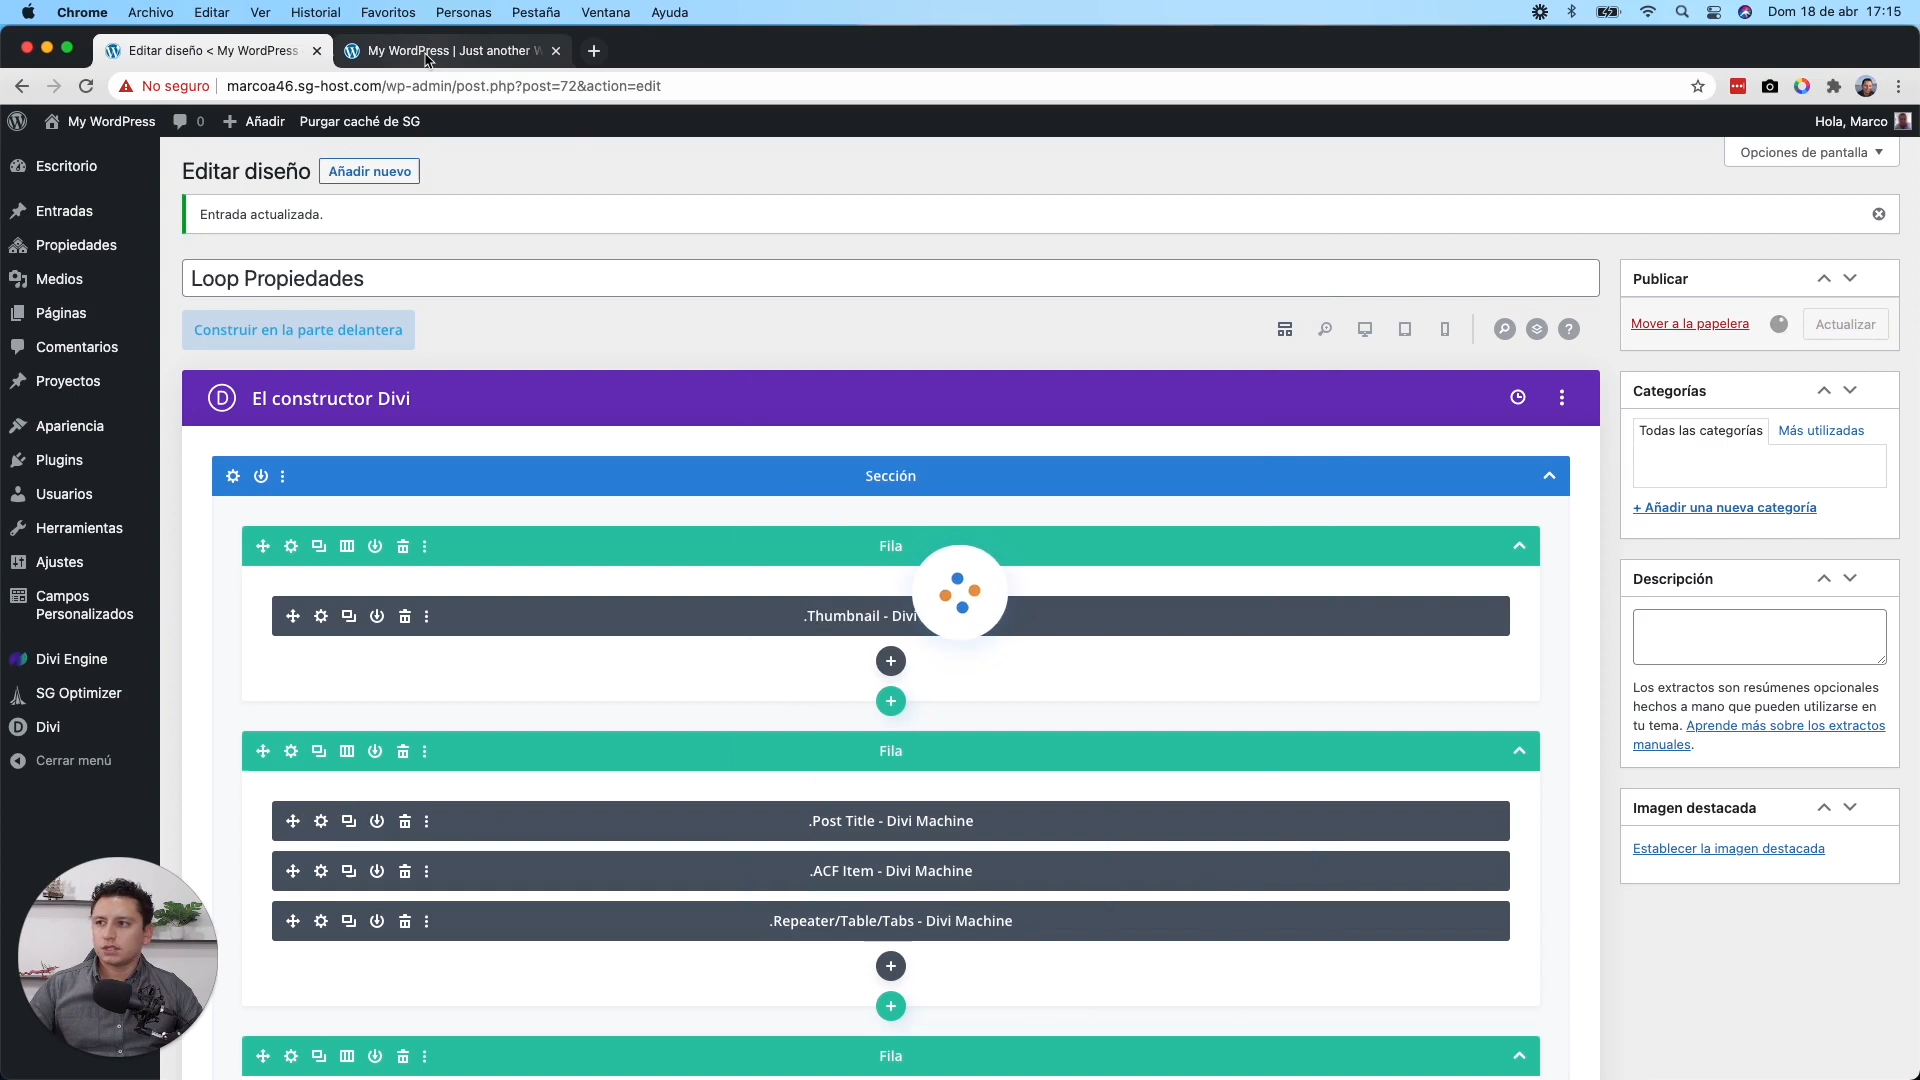 Chrome Archivo Editar Ver Historial Favoritos Personas Pestaña Ventana Ayuda Dom 18 de abr 17:15
Editar diseño < My WordPress
My WordPress | Just another W
No seguro marcoa46.sg-host.com/wp-admin/post.php?post=72&action=edit
My WordPress 0 Añadir Purgar caché de SG Hola, Marco
Opciones de pantalla
Escritorio
Entradas
Propiedades
Medios
Páginas
Comentarios
Proyectos
Apariencia
Plugins
Usuarios
Herramientas
Ajustes
Campos
Personalizados
Divi Engine
SG Optimizer
Divi
Cerrar menú
Editar diseño Añadir nuevo
Entrada actualizada.
Loop Propiedades
Construir en la parte delantera
?
D El constructor Divi
Sección
Fila
.Thumbnail - Divi
Fila
.Post Title - Divi Machine
.ACF Item - Divi Machine
.Repeater/Table/Tabs - Divi Machine
Fila
Publicar
Mover a la papelera Actualizar
Categorías
Todas las categorías Más utilizadas
+ Añadir una nueva categoría
Descripción
Los extractos son resúmenes opcionales
hechos a mano que pueden utilizarse en
tu tema. Aprende más sobre los extractos
manuales.
Imagen destacada
Establecer la imagen destacada